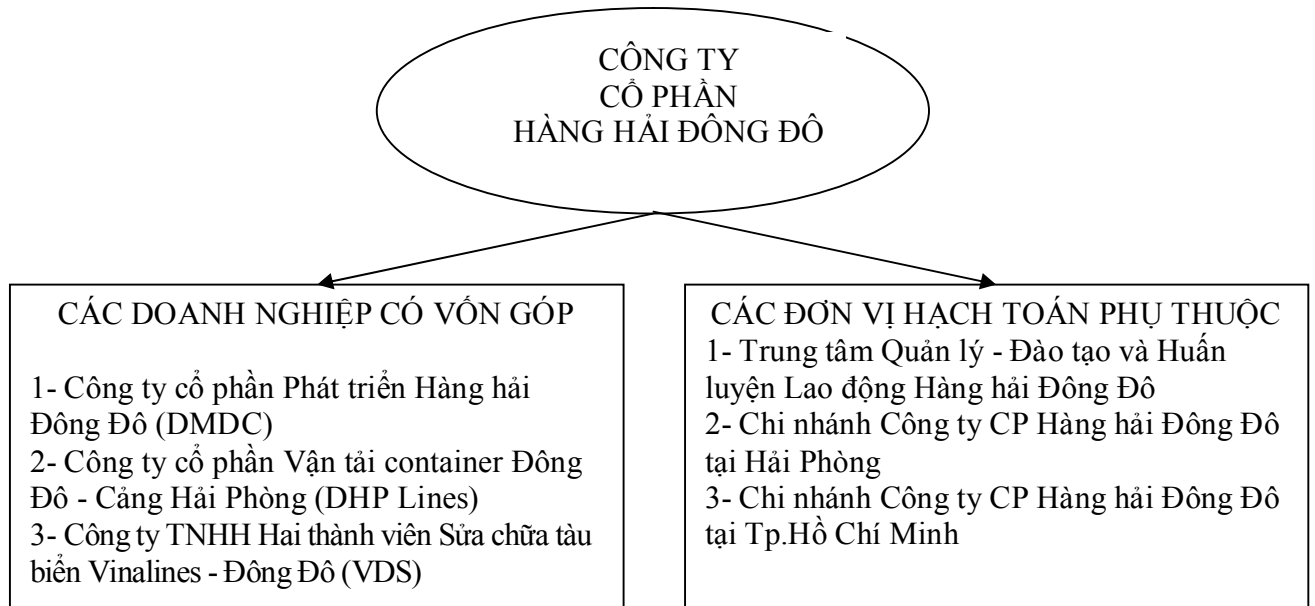 CÔNG TY
CỔ PHẦN
HÀNG HẢI ĐÔNG ĐÔ
CÁC DOANH NGHIỆP CÓ VỐN GÓP
1- Công ty cổ phần Phát triển Hàng hải
Đông Đô (DMDC)
2- Công ty cổ phần Vận tải container Đông
Đô - Cảng Hải Phòng (DHP Lines)
3- Công ty TNHH Hai thành viên Sửa chữa tàu
biển Vinalines - Đông Đô (VDS)
CÁC ĐƠN VỊ HẠCH TOÁN PHỤ THUỘC
1- Trung tâm Quản lý - Đào tạo và Huấn
luyện Lao động Hàng hải Đông Đô
2- Chi nhánh Công ty CP Hàng hải Đông Đô
tại Hải Phòng
3- Chi nhánh Công ty CP Hàng hải Đông Đô
tại Tp.Hồ Chí Minh